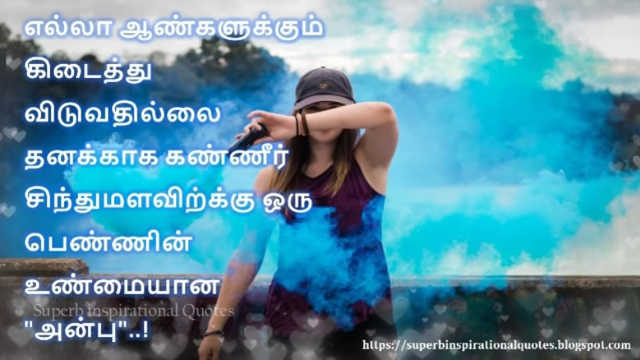 எல்லா ஆண்களுக்கும்
கிடைத்து
விடுவதில்லை
தனக்காக கண்ணீர்
சிந்துமளவிற்க்கு ஒரு
பெண்ணின்
உண்மையான
Superb Inspirational Quotes
"அன்பு"..!
https://superbinspirationalquotes.blogspot.com